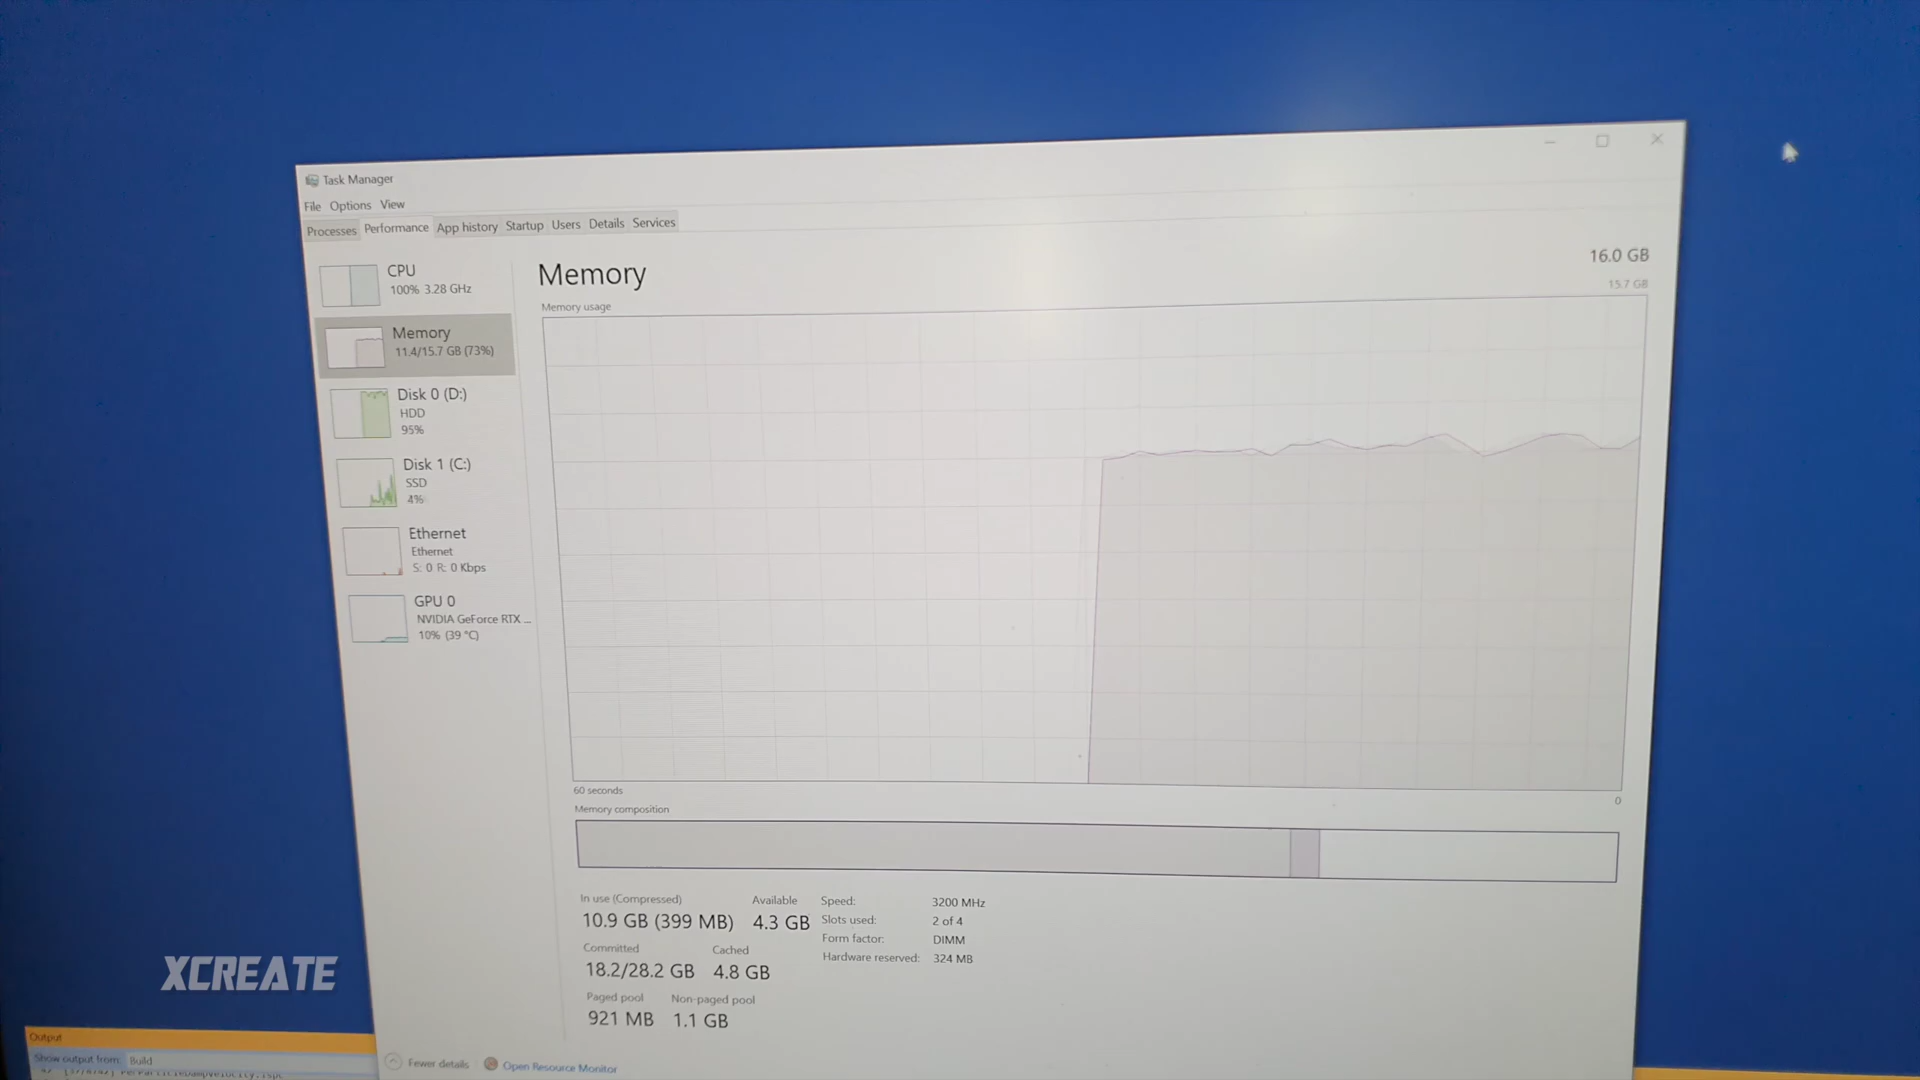 Task Manager
File Options View
Processes Performance App history Startup Users Details Services
CPU
100% 3.28 GHz
Memory
11.4/15.7 GB (73%)
Disk 0 (D:)
HDD
95%
Disk 1 (C:)
SSD
4%
Ethernet
Ethernet
S: 0 R: 0 Kbps
GPU 0
NVIDIA GeForce RTX ...
10% (39 °C)
Memory
16.0 GB
Memory usage
15.7 GB
60 seconds
0
Memory composition
In use (Compressed)
10.9 GB (399 MB)
Available
4.3 GB
Committed
18.2/28.2 GB
Cached
4.8 GB
Paged pool
921 MB
Non-paged pool
1.1 GB
Speed: 3200 MHz
Slots used: 2 of 4
Form factor: DIMM
Hardware reserved: 324 MB
Fewer details
Open Resource Monitor
XCREATE
Output
Show output from: Build